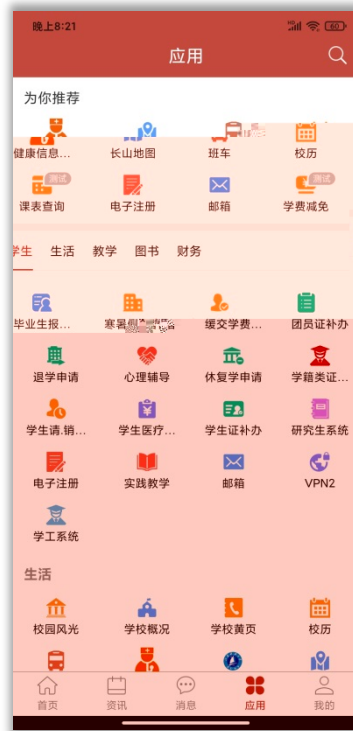 晚上8:21
60
应用
为你推荐
健康信息... 长山地图 班车 校历
测试 测试
课表查询 电子注册 邮箱 学费减免
学生 生活 教学 图书 财务
毕业生报... 缓交学费... 团员证补办
退学申请 心理辅导 休复学申请 学籍类证...
学生请.销... 学生医疗... 学生证补办 研究生系统
电子注册 实践教学 邮箱 VPN2
学工系统
生活
校园风光 学校概况 学校黄页 校历
首页 资讯 消息 应用 我的